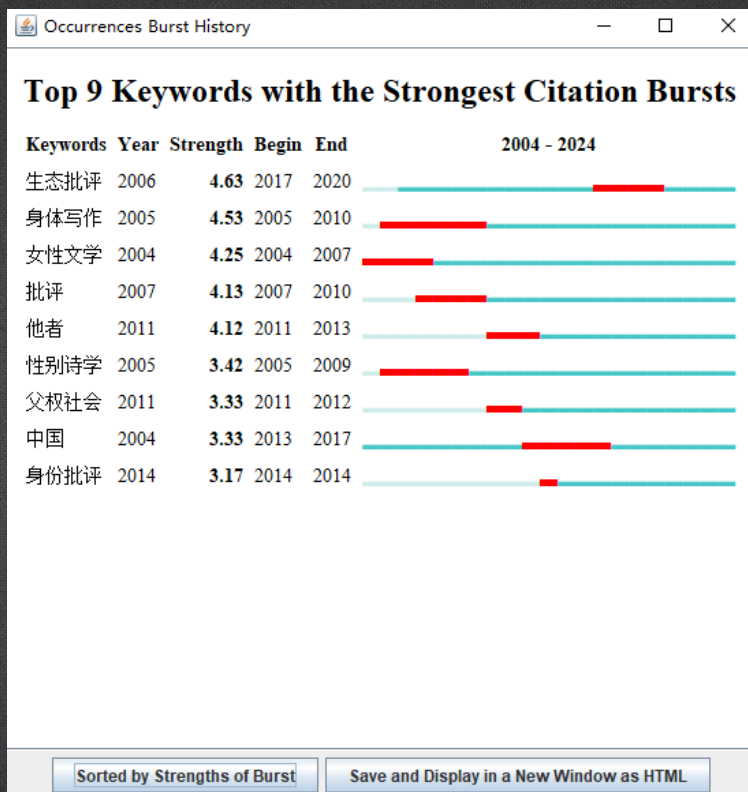 Occurrences Burst History
Top 9 Keywords with the Strongest Citation Bursts
Keywords Year Strength Begin End 2004 - 2024
生态批评 2006 4.63 2017 2020
身体写作 2005 4.53 2005 2010
女性文学 2004 4.25 2004 2007
批评 2007 4.13 2007 2010
他者 2011 4.12 2011 2013
性别诗学 2005 3.42 2005 2009
父权社会 2011 3.33 2011 2012
中国 2004 3.33 2013 2017
身份批评 2014 3.17 2014 2014
Sorted by Strengths of Burst Save and Display in a New Window as HTML